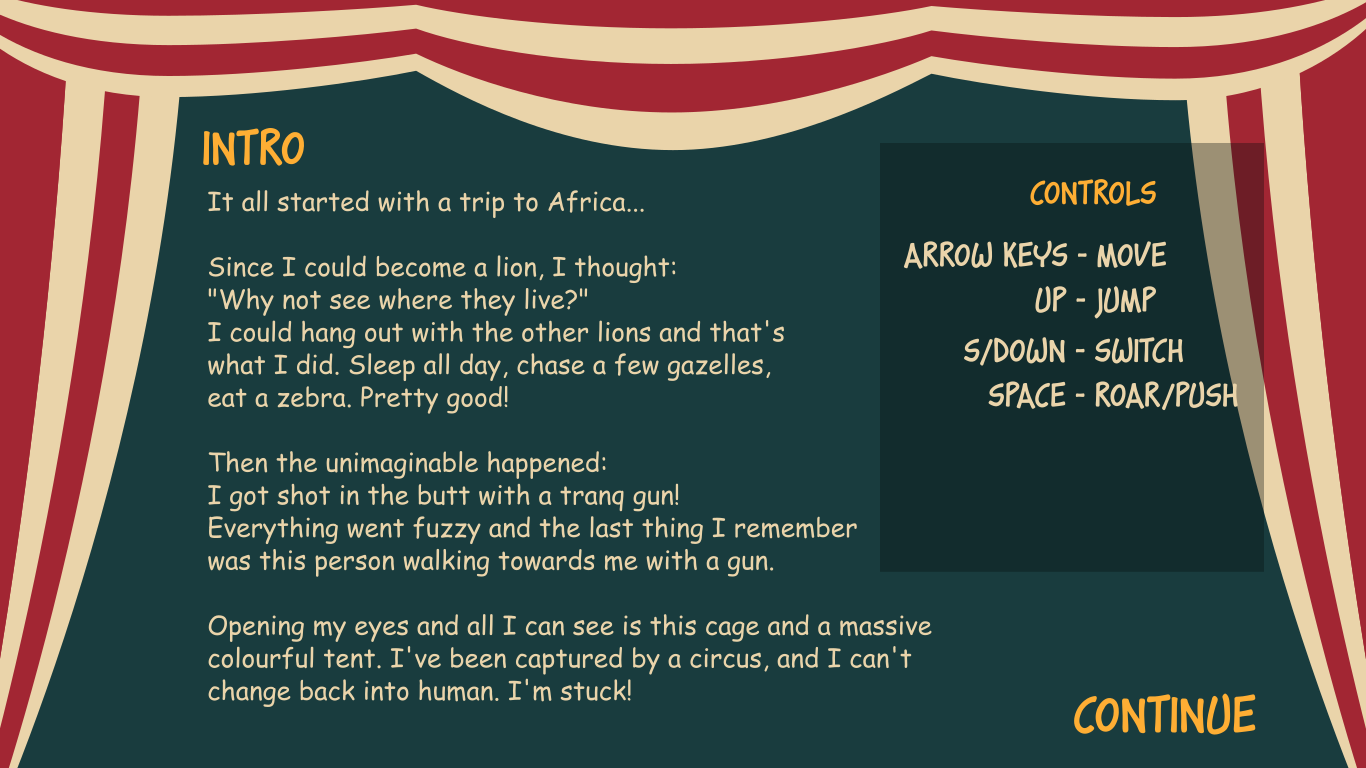 INTRO
It all started with a trip to Africa...
Since I could become a lion, I thought:
"Why not see where they live?"
I could hang out with the other lions and that's
what I did. Sleep all day, chase a few gazelles,
eat a zebra. Pretty good!
Then the unimaginable happened:
I got shot in the butt with a tranq gun!
Everything went fuzzy and the last thing I remember
was this person walking towards me with a gun.
Opening my eyes and all I can see is this cage and a massive
colourful tent. I've been captured by a circus, and I can't
change back into human. I'm stuck!
CONTROLS
ARROW KEYS - MOVE
UP - JUMP
S/DOWN - SWITCH
SPACE - ROAR/PUSH
CONTINUE